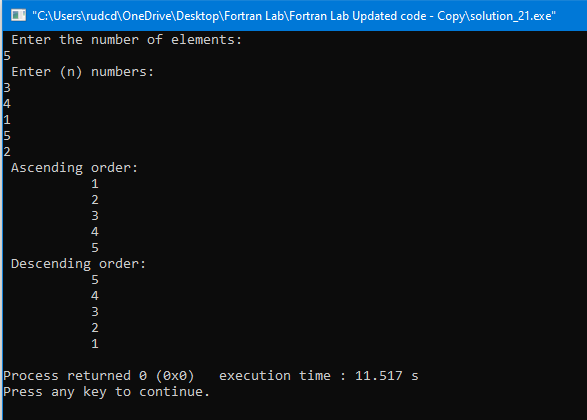 "C:\Users\rudcd\OneDrive\Desktop\Fortran Lab\Fortran Lab Updated code - Copy\solution_21.exe"
Enter the number of elements:
5
Enter (n) numbers:
3
4
1
5
2
Ascending order:
1
2
3
4
5
Descending order:
5
4
3
2
1
Process returned 0 (0x0)   execution time : 11.517 s
Press any key to continue.